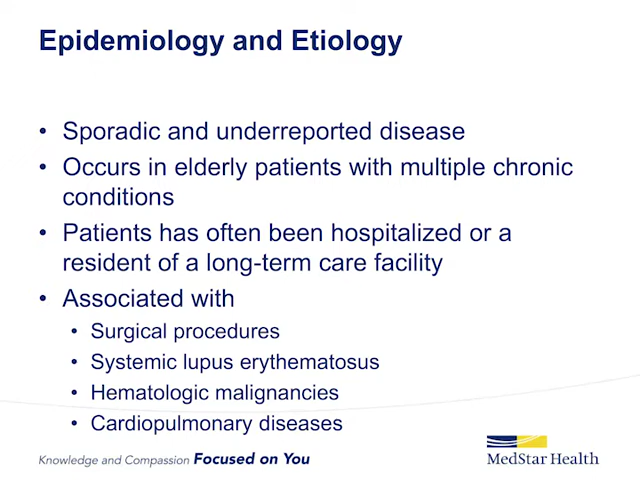 Epidemiology and Etiology
• Sporadic and underreported disease
• Occurs in elderly patients with multiple chronic
conditions
• Patients has often been hospitalized or a
resident of a long-term care facility
• Associated with
• Surgical procedures
• Systemic lupus erythematosus
• Hematologic malignancies
• Cardiopulmonary diseases
Knowledge and Compassion Focused on You
MedStar Health